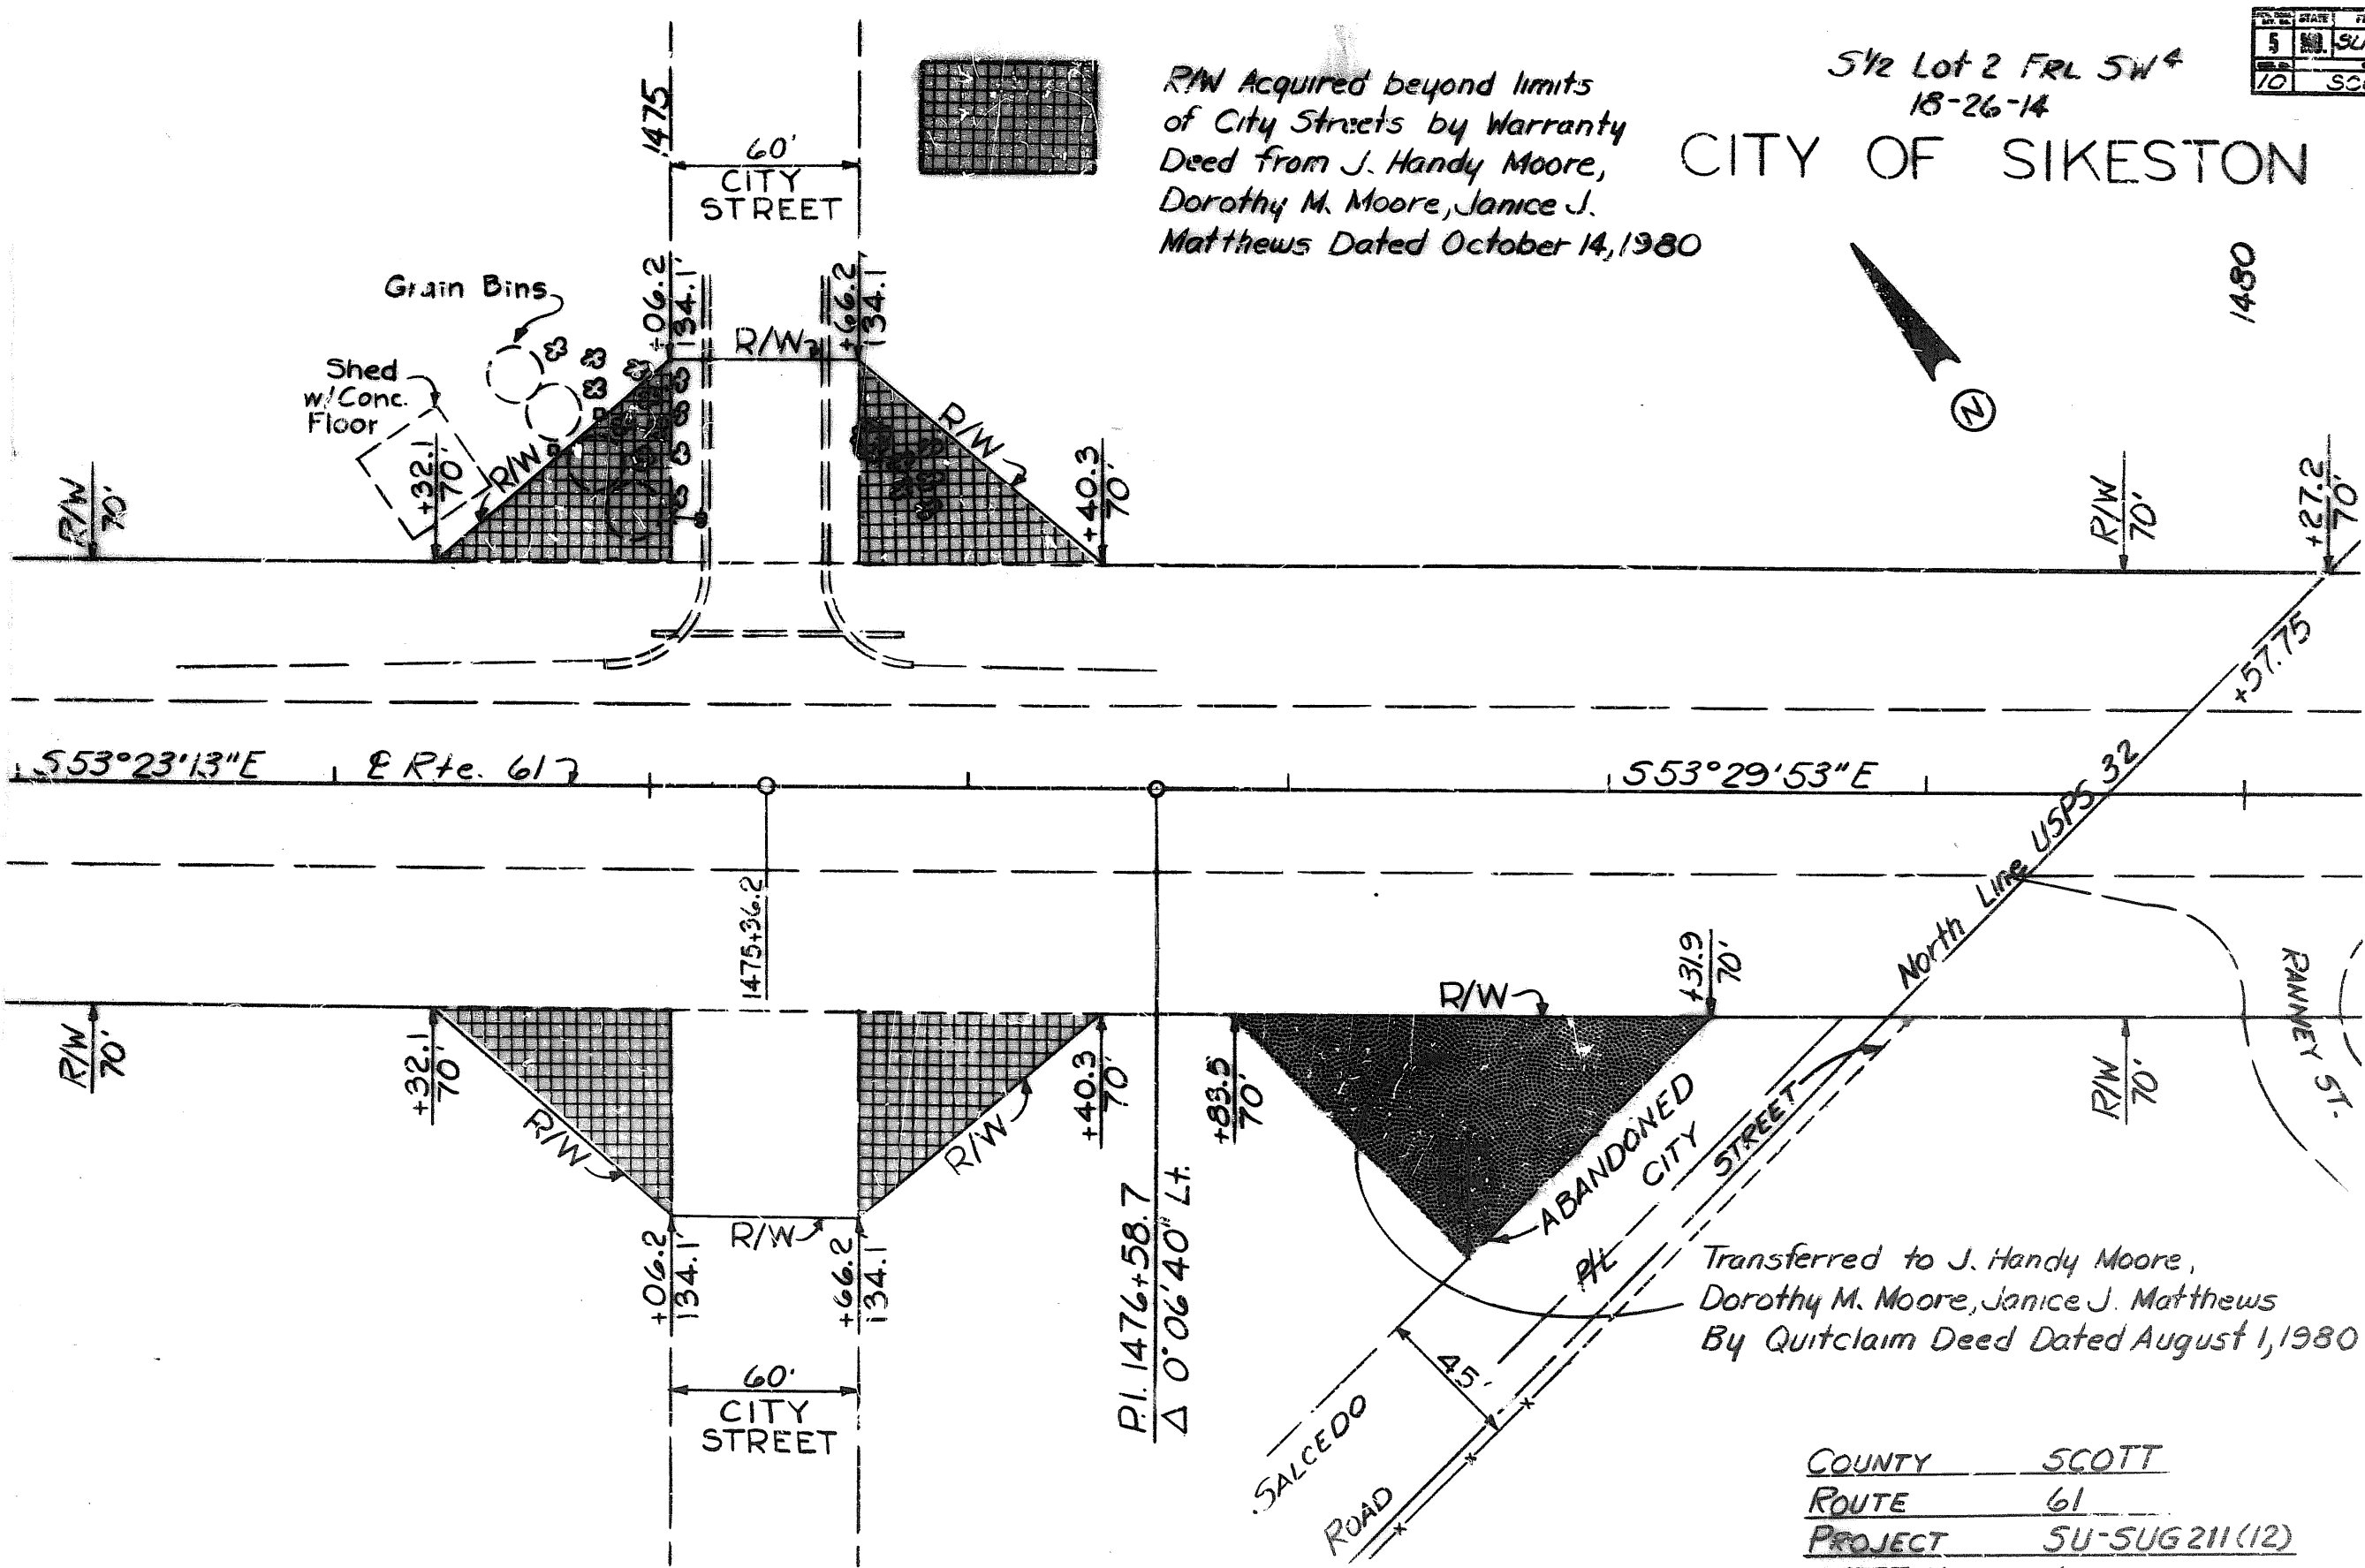 STATE
5 MO.
10
S 1/2 Lot 2 FRL SW 4
18-26-14
CITY OF SIKESTON
R/W Acquired beyond limits
of City Streets by Warranty
Deed from J. Handy Moore,
Dorothy M. Moore, Janice J.
Matthews Dated October 14, 1980
1475
60'
CITY
STREET
1480
Grain Bins
Shed
w/Conc.
Floor
+06.2
134.1'
+66.2
134.1'
R/W
R/W
R/W
+32.1
70'
+40.3
70'
R/W
70'
R/W
70'
+27.2
70'
+57.75
S53°23'13"E
℄ Rte. 61
S53°29'53"E
North Line USPS 32
1475+36.2
R/W
70'
+32.1
70'
R/W
+06.2
134.1'
R/W
+66.2
134.1'
R/W
+40.3
70'
60'
CITY
STREET
P.I. 1476+58.7
Δ 0°06'40" Lt.
+83.5
70'
R/W
+31.9
70'
R/W
70'
RANNEY ST.
ABANDONED
CITY
STREET
P/L
45'
SALCEDO
ROAD
Transferred to J. Handy Moore,
Dorothy M. Moore, Janice J. Matthews
By Quitclaim Deed Dated August 1, 1980
COUNTY SCOTT
ROUTE 61
PROJECT SU-SUG211(12)
N